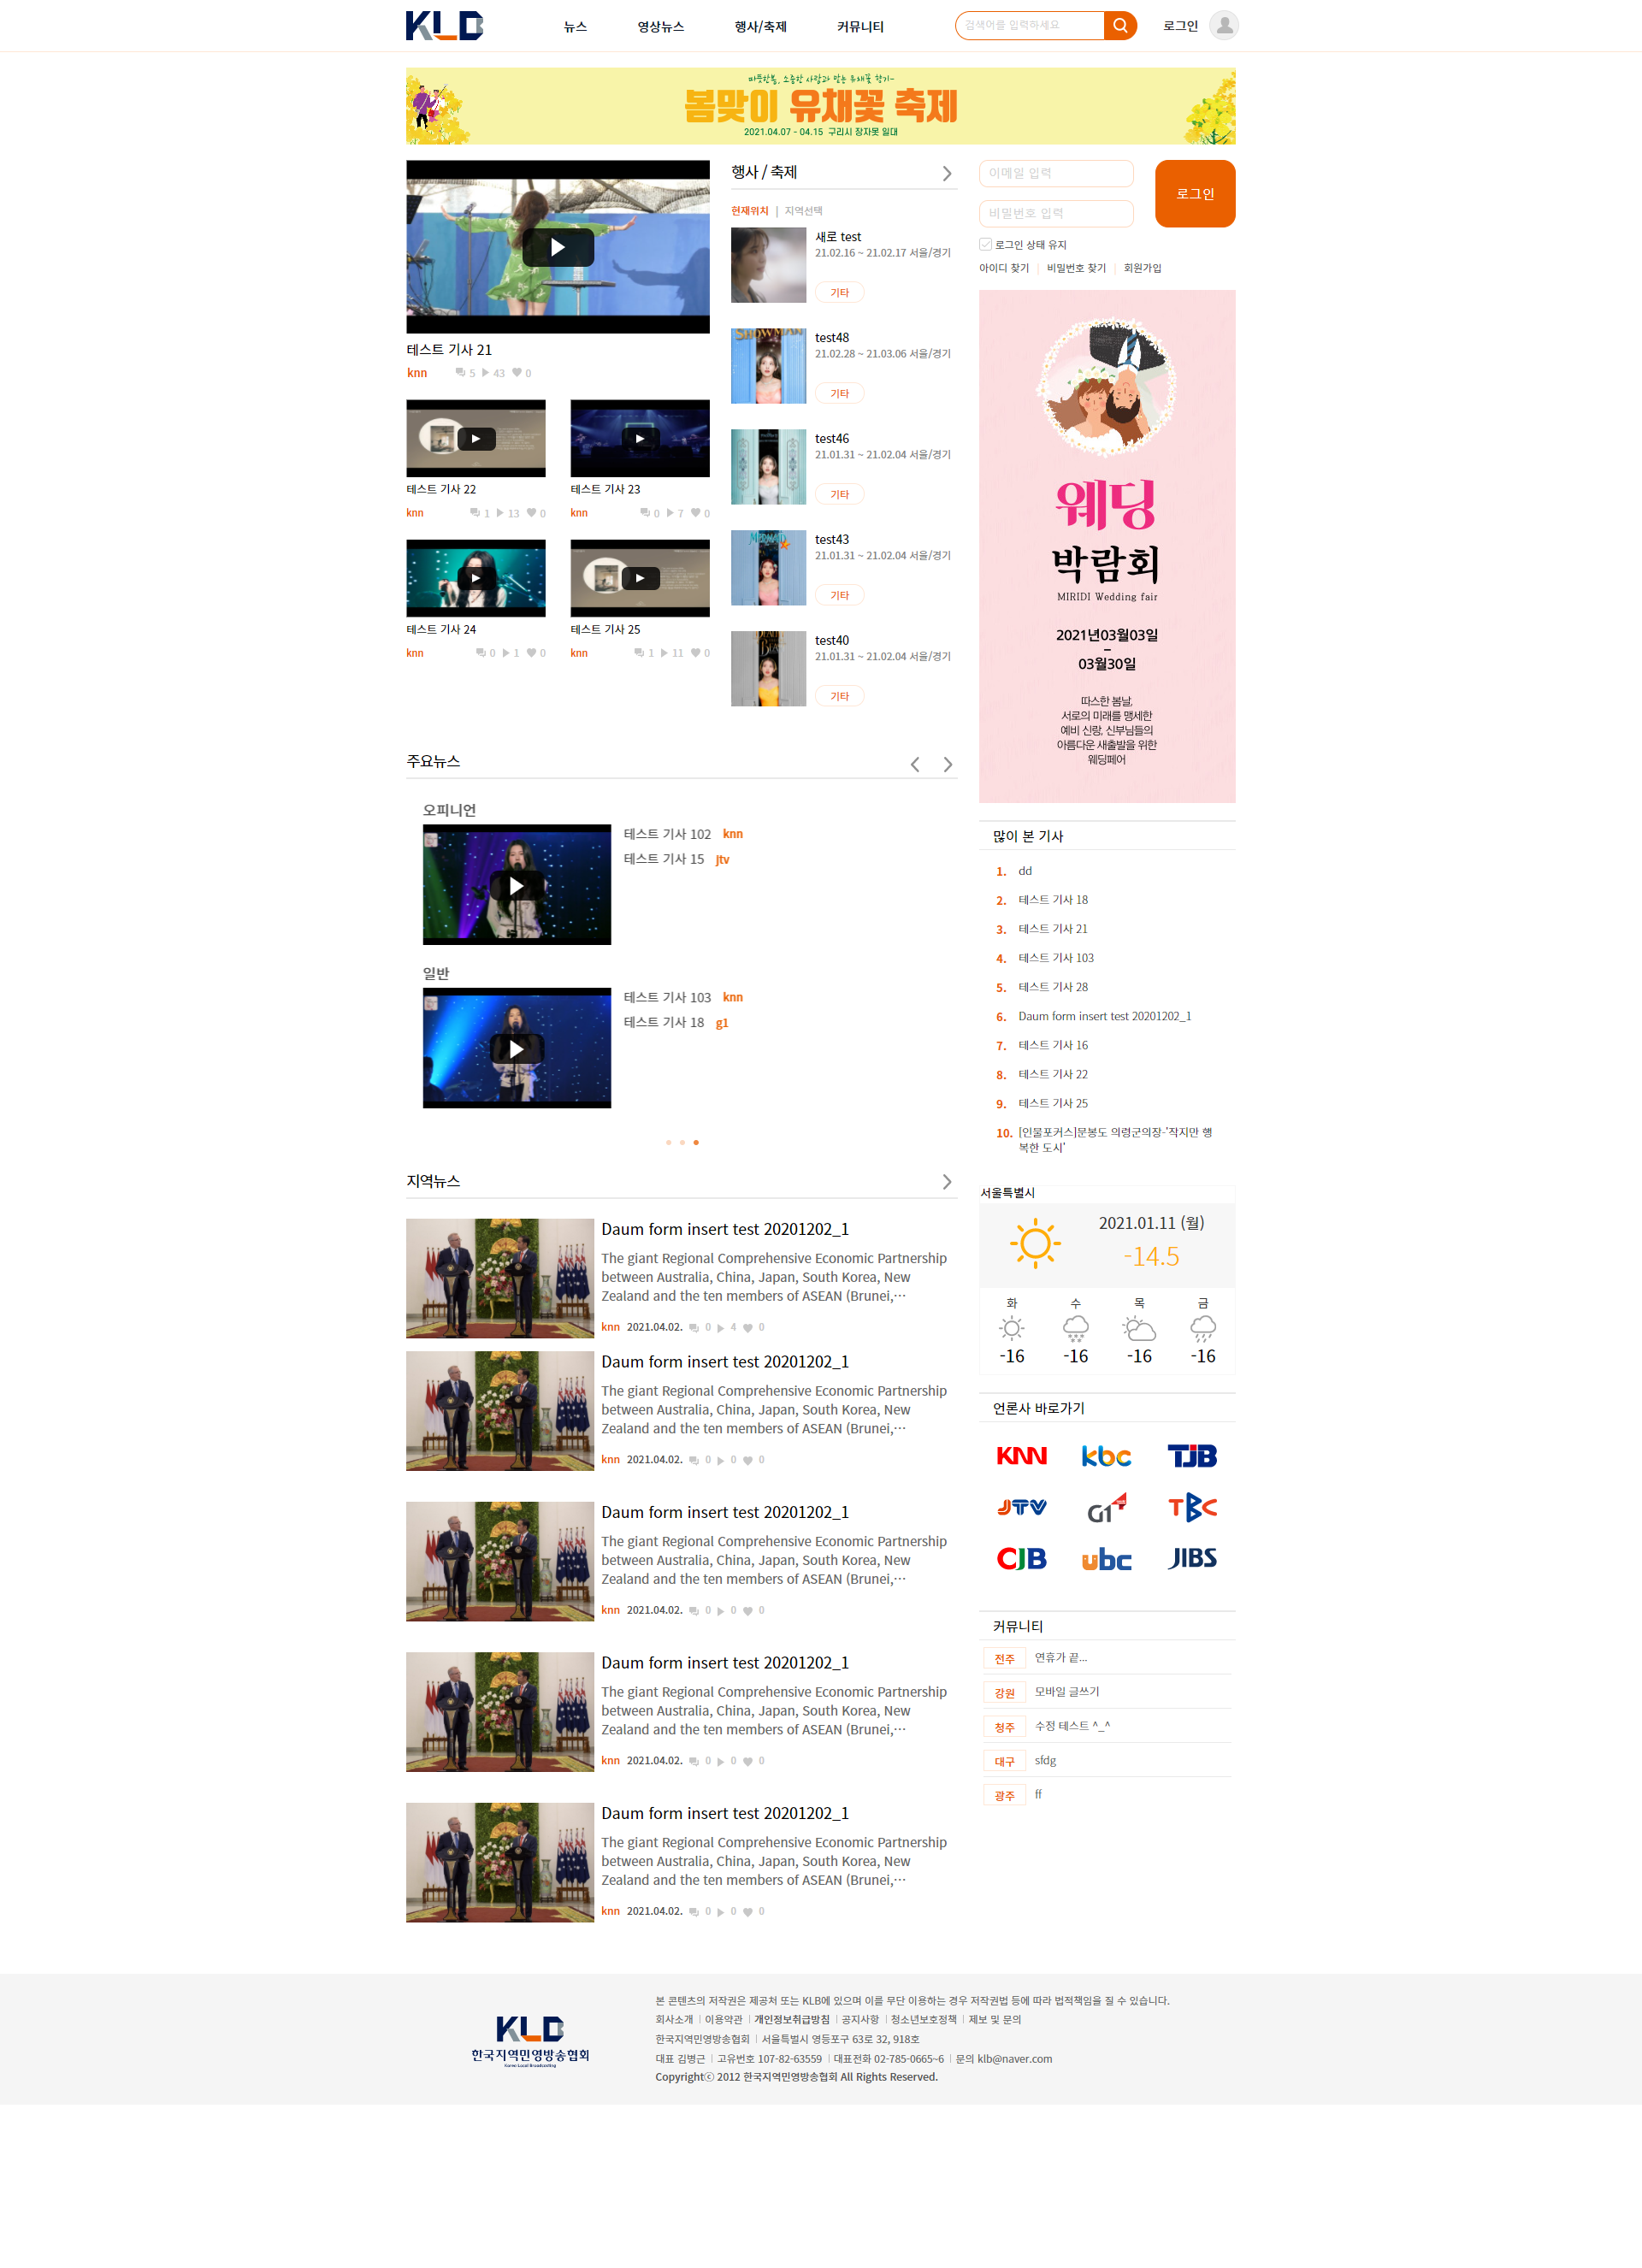 KLB
뉴스
영상뉴스
행사/축제
커뮤니티
검색어를 입력하세요
로그인
따뜻한봄, 소중한 사람과 만는 유채꽃 향기~
봄맞이 유채꽃 축제
2021.04.07 - 04.15 구리시 장자못 일대
테스트 기사 21
knn 5 43 0
테스트 기사 22
knn 1 13 0
테스트 기사 23
knn 0 7 0
테스트 기사 24
knn 0 1 0
테스트 기사 25
knn 1 11 0
행사 / 축제
현재위치 | 지역선택
새로 test
21.02.16 ~ 21.02.17 서울/경기
기타
test48
21.02.28 ~ 21.03.06 서울/경기
기타
test46
21.01.31 ~ 21.02.04 서울/경기
기타
test43
21.01.31 ~ 21.02.04 서울/경기
기타
test40
21.01.31 ~ 21.02.04 서울/경기
기타
이메일 입력
비밀번호 입력
로그인
로그인 상태 유지
아이디 찾기 | 비밀번호 찾기 | 회원가입
웨딩
박람회
MIRIDI Wedding fair
2021년03월03일
–
03월30일
따스한 봄날,
서로의 미래를 맹세한
예비 신랑, 신부님들의
아름다운 새출발을 위한
웨딩페어
주요뉴스
오피니언
테스트 기사 102 knn
테스트 기사 15 jtv
일반
테스트 기사 103 knn
테스트 기사 18 g1
많이 본 기사
1. dd
2. 테스트 기사 18
3. 테스트 기사 21
4. 테스트 기사 103
5. 테스트 기사 28
6. Daum form insert test 20201202_1
7. 테스트 기사 16
8. 테스트 기사 22
9. 테스트 기사 25
10. [인물포커스]문봉도 의령군의장-'작지만 행
복한 도시'
지역뉴스
Daum form insert test 20201202_1
The giant Regional Comprehensive Economic Partnership
between Australia, China, Japan, South Korea, New
Zealand and the ten members of ASEAN (Brunei,…
knn 2021.04.02. 0 4 0
Daum form insert test 20201202_1
The giant Regional Comprehensive Economic Partnership
between Australia, China, Japan, South Korea, New
Zealand and the ten members of ASEAN (Brunei,…
knn 2021.04.02. 0 0 0
Daum form insert test 20201202_1
The giant Regional Comprehensive Economic Partnership
between Australia, China, Japan, South Korea, New
Zealand and the ten members of ASEAN (Brunei,…
knn 2021.04.02. 0 0 0
Daum form insert test 20201202_1
The giant Regional Comprehensive Economic Partnership
between Australia, China, Japan, South Korea, New
Zealand and the ten members of ASEAN (Brunei,…
knn 2021.04.02. 0 0 0
Daum form insert test 20201202_1
The giant Regional Comprehensive Economic Partnership
between Australia, China, Japan, South Korea, New
Zealand and the ten members of ASEAN (Brunei,…
knn 2021.04.02. 0 0 0
서울특별시
2021.01.11 (월)
-14.5
화 수 목 금
-16 -16 -16 -16
언론사 바로가기
KNN kbc TJB
JTV G1 TBC
CJB ubc JIBS
커뮤니티
전주 연휴가 끝...
강원 모바일 글쓰기
청주 수정 테스트 ^_^
대구 sfdg
광주 ff
KLB
한국지역민영방송협회
Korea Local Broadcasting
본 콘텐츠의 저작권은 제공처 또는 KLB에 있으며 이를 무단 이용하는 경우 저작권법 등에 따라 법적책임을 질 수 있습니다.
회사소개 | 이용약관 | 개인정보취급방침 | 공지사항 | 청소년보호정책 | 제보 및 문의
한국지역민영방송협회 | 서울특별시 영등포구 63로 32, 918호
대표 김병근 | 고유번호 107-82-63559 | 대표전화 02-785-0665~6 | 문의 klb@naver.com
Copyrightⓒ 2012 한국지역민영방송협회 All Rights Reserved.